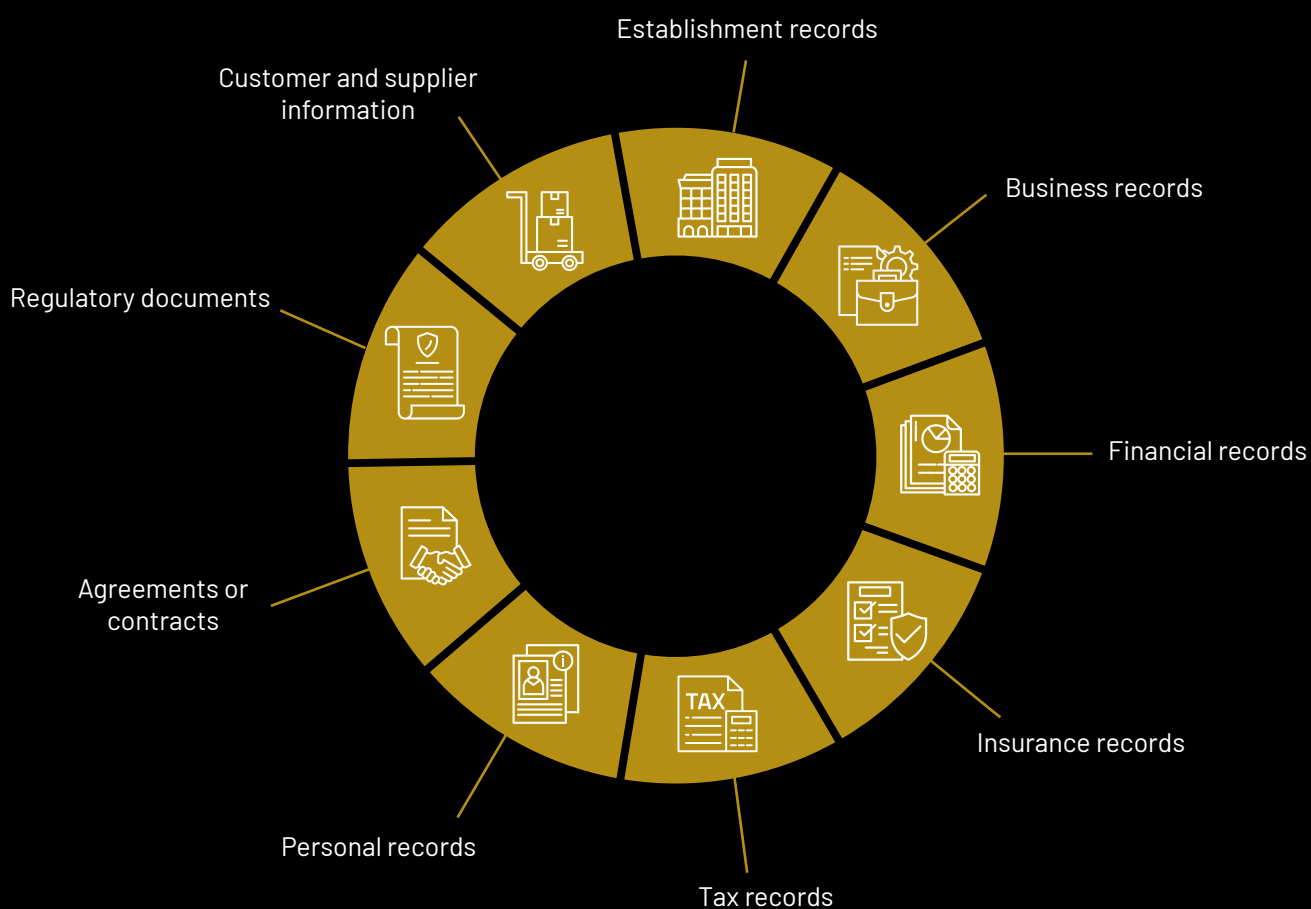 Establishment records
Customer and supplier
information
Business records
Regulatory documents
Financial records
Agreements or
contracts
Insurance records
TAX
Personal records
Tax records